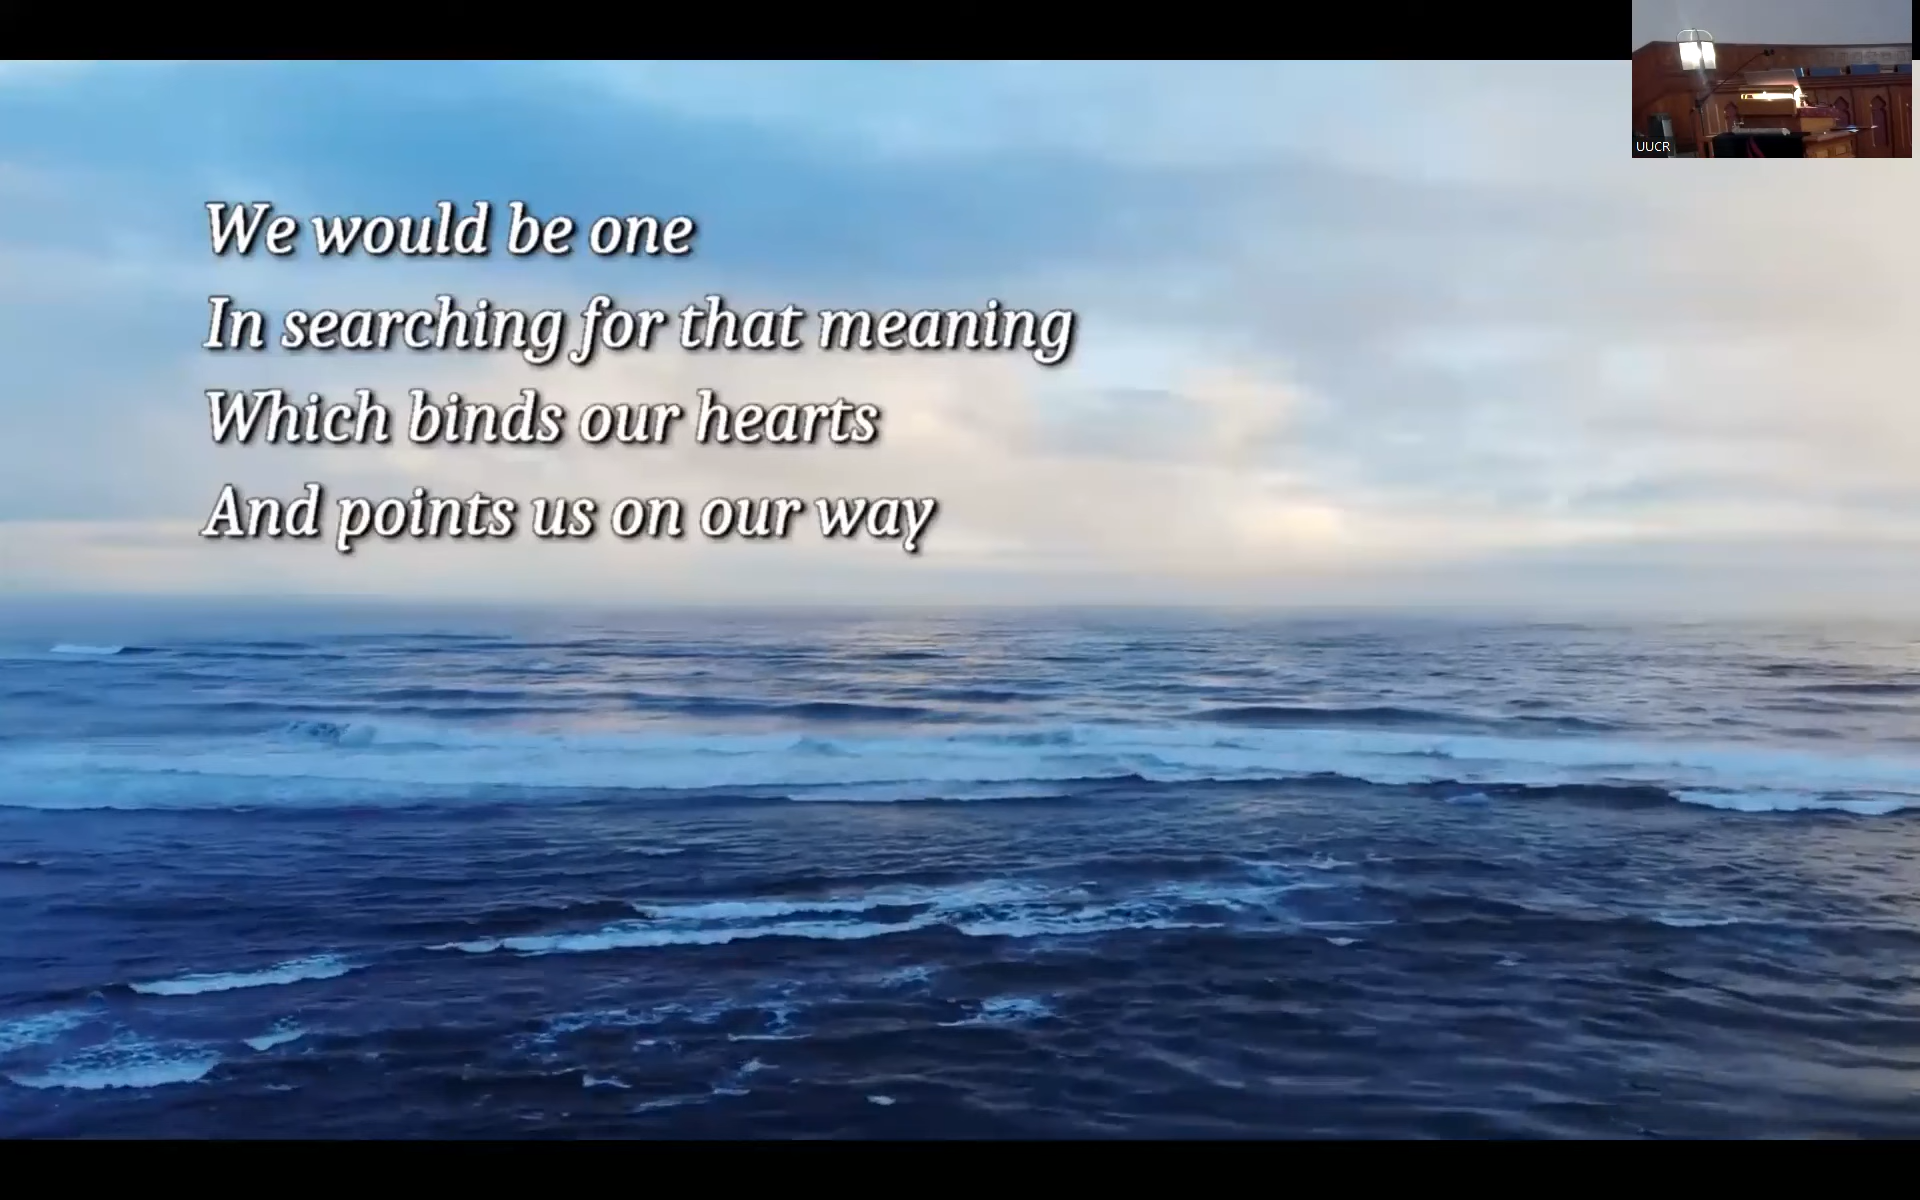 We would be one
In searching for that meaning
Which binds our hearts
And points us on our way
UUCR